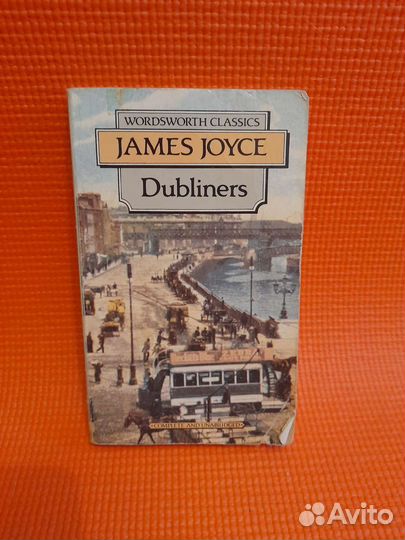 WORDSWORTH CLASSICS
JAMES JOYCE
Dubliners
COMPLETE AND UNABRIDGED
Avito